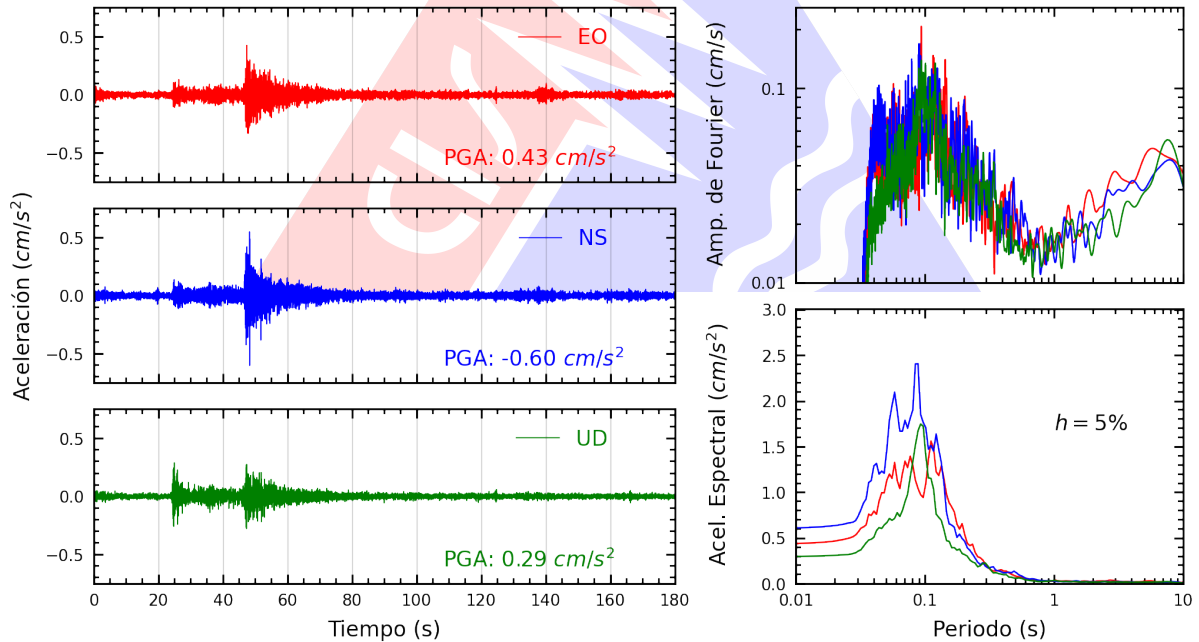 Aceleración (cm/s²)
0.5
0.0
−0.5
EO
PGA: 0.43 cm/s²
0.5
0.0
−0.5
NS
PGA: -0.60 cm/s²
0.5
0.0
−0.5
UD
PGA: 0.29 cm/s²
0 20 40 60 80 100 120 140 160 180
Tiempo (s)
Amp. de Fourier (cm/s)
0.1
0.01
Acel. Espectral (cm/s²)
3.0
2.5
2.0
1.5
1.0
0.5
0.0
h = 5%
0.01 0.1 1 10
Periodo (s)